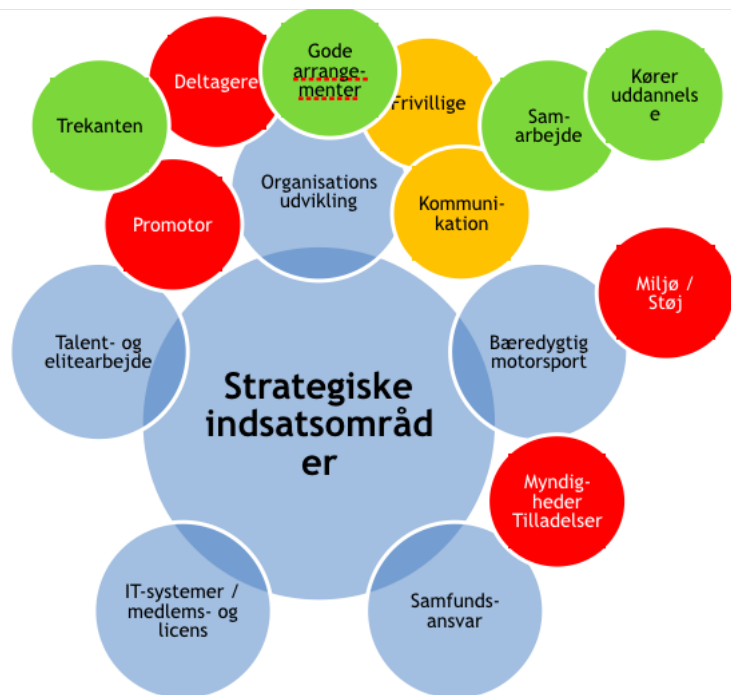 Gode
arrange-
menter
Deltagere
Frivillige
Kører
uddannels
e
Trekanten
Sam-
arbejde
Organisations
udvikling
Kommuni-
kation
Promotor
Miljø /
Støj
Talent- og
elitearbejde
Bæredygtig
motorsport
Strategiske
indsatsområd
er
Myndig-
heder
Tilladelser
IT-systemer /
medlems- og
licens
Samfunds-
ansvar